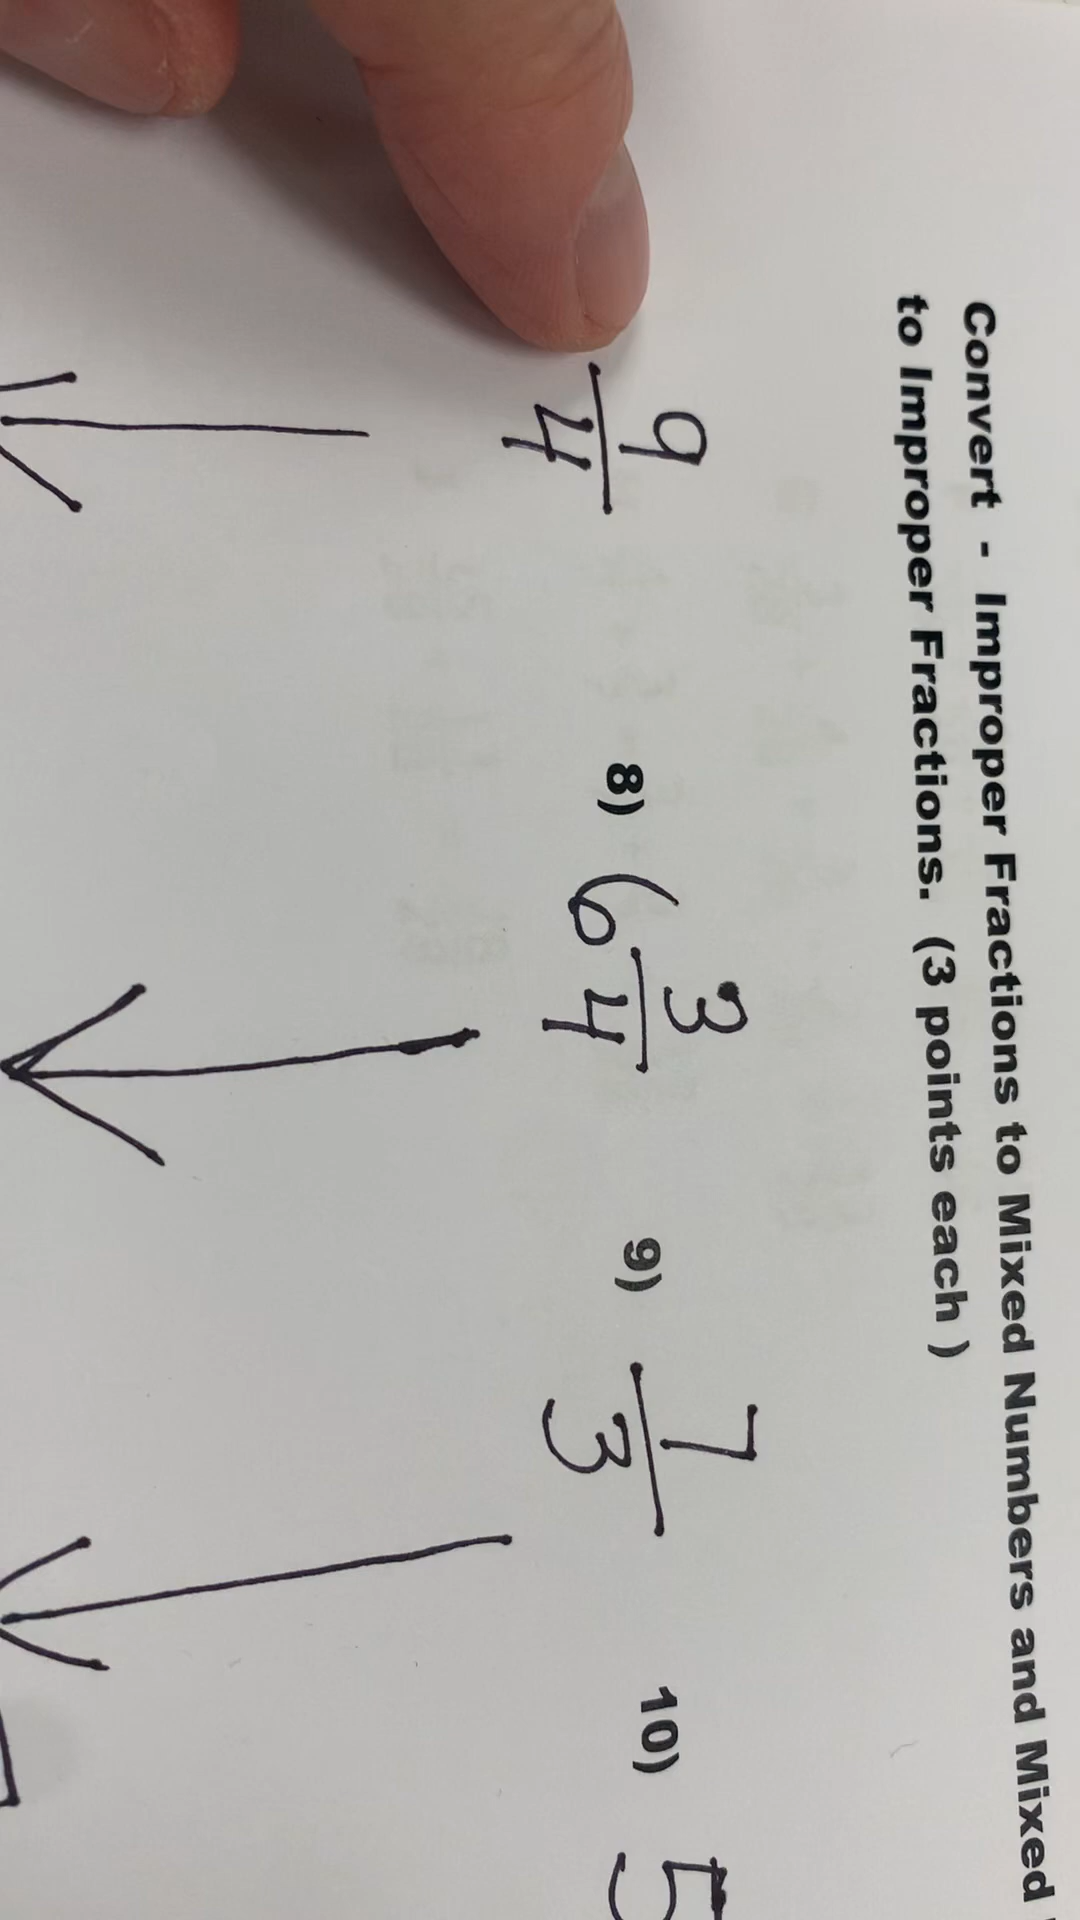 Convert - Improper Fractions to Mixed Numbers and Mixed
to Improper Fractions. (3 points each)
9/4
8) 6 3/4
9) 7/3
10) 5